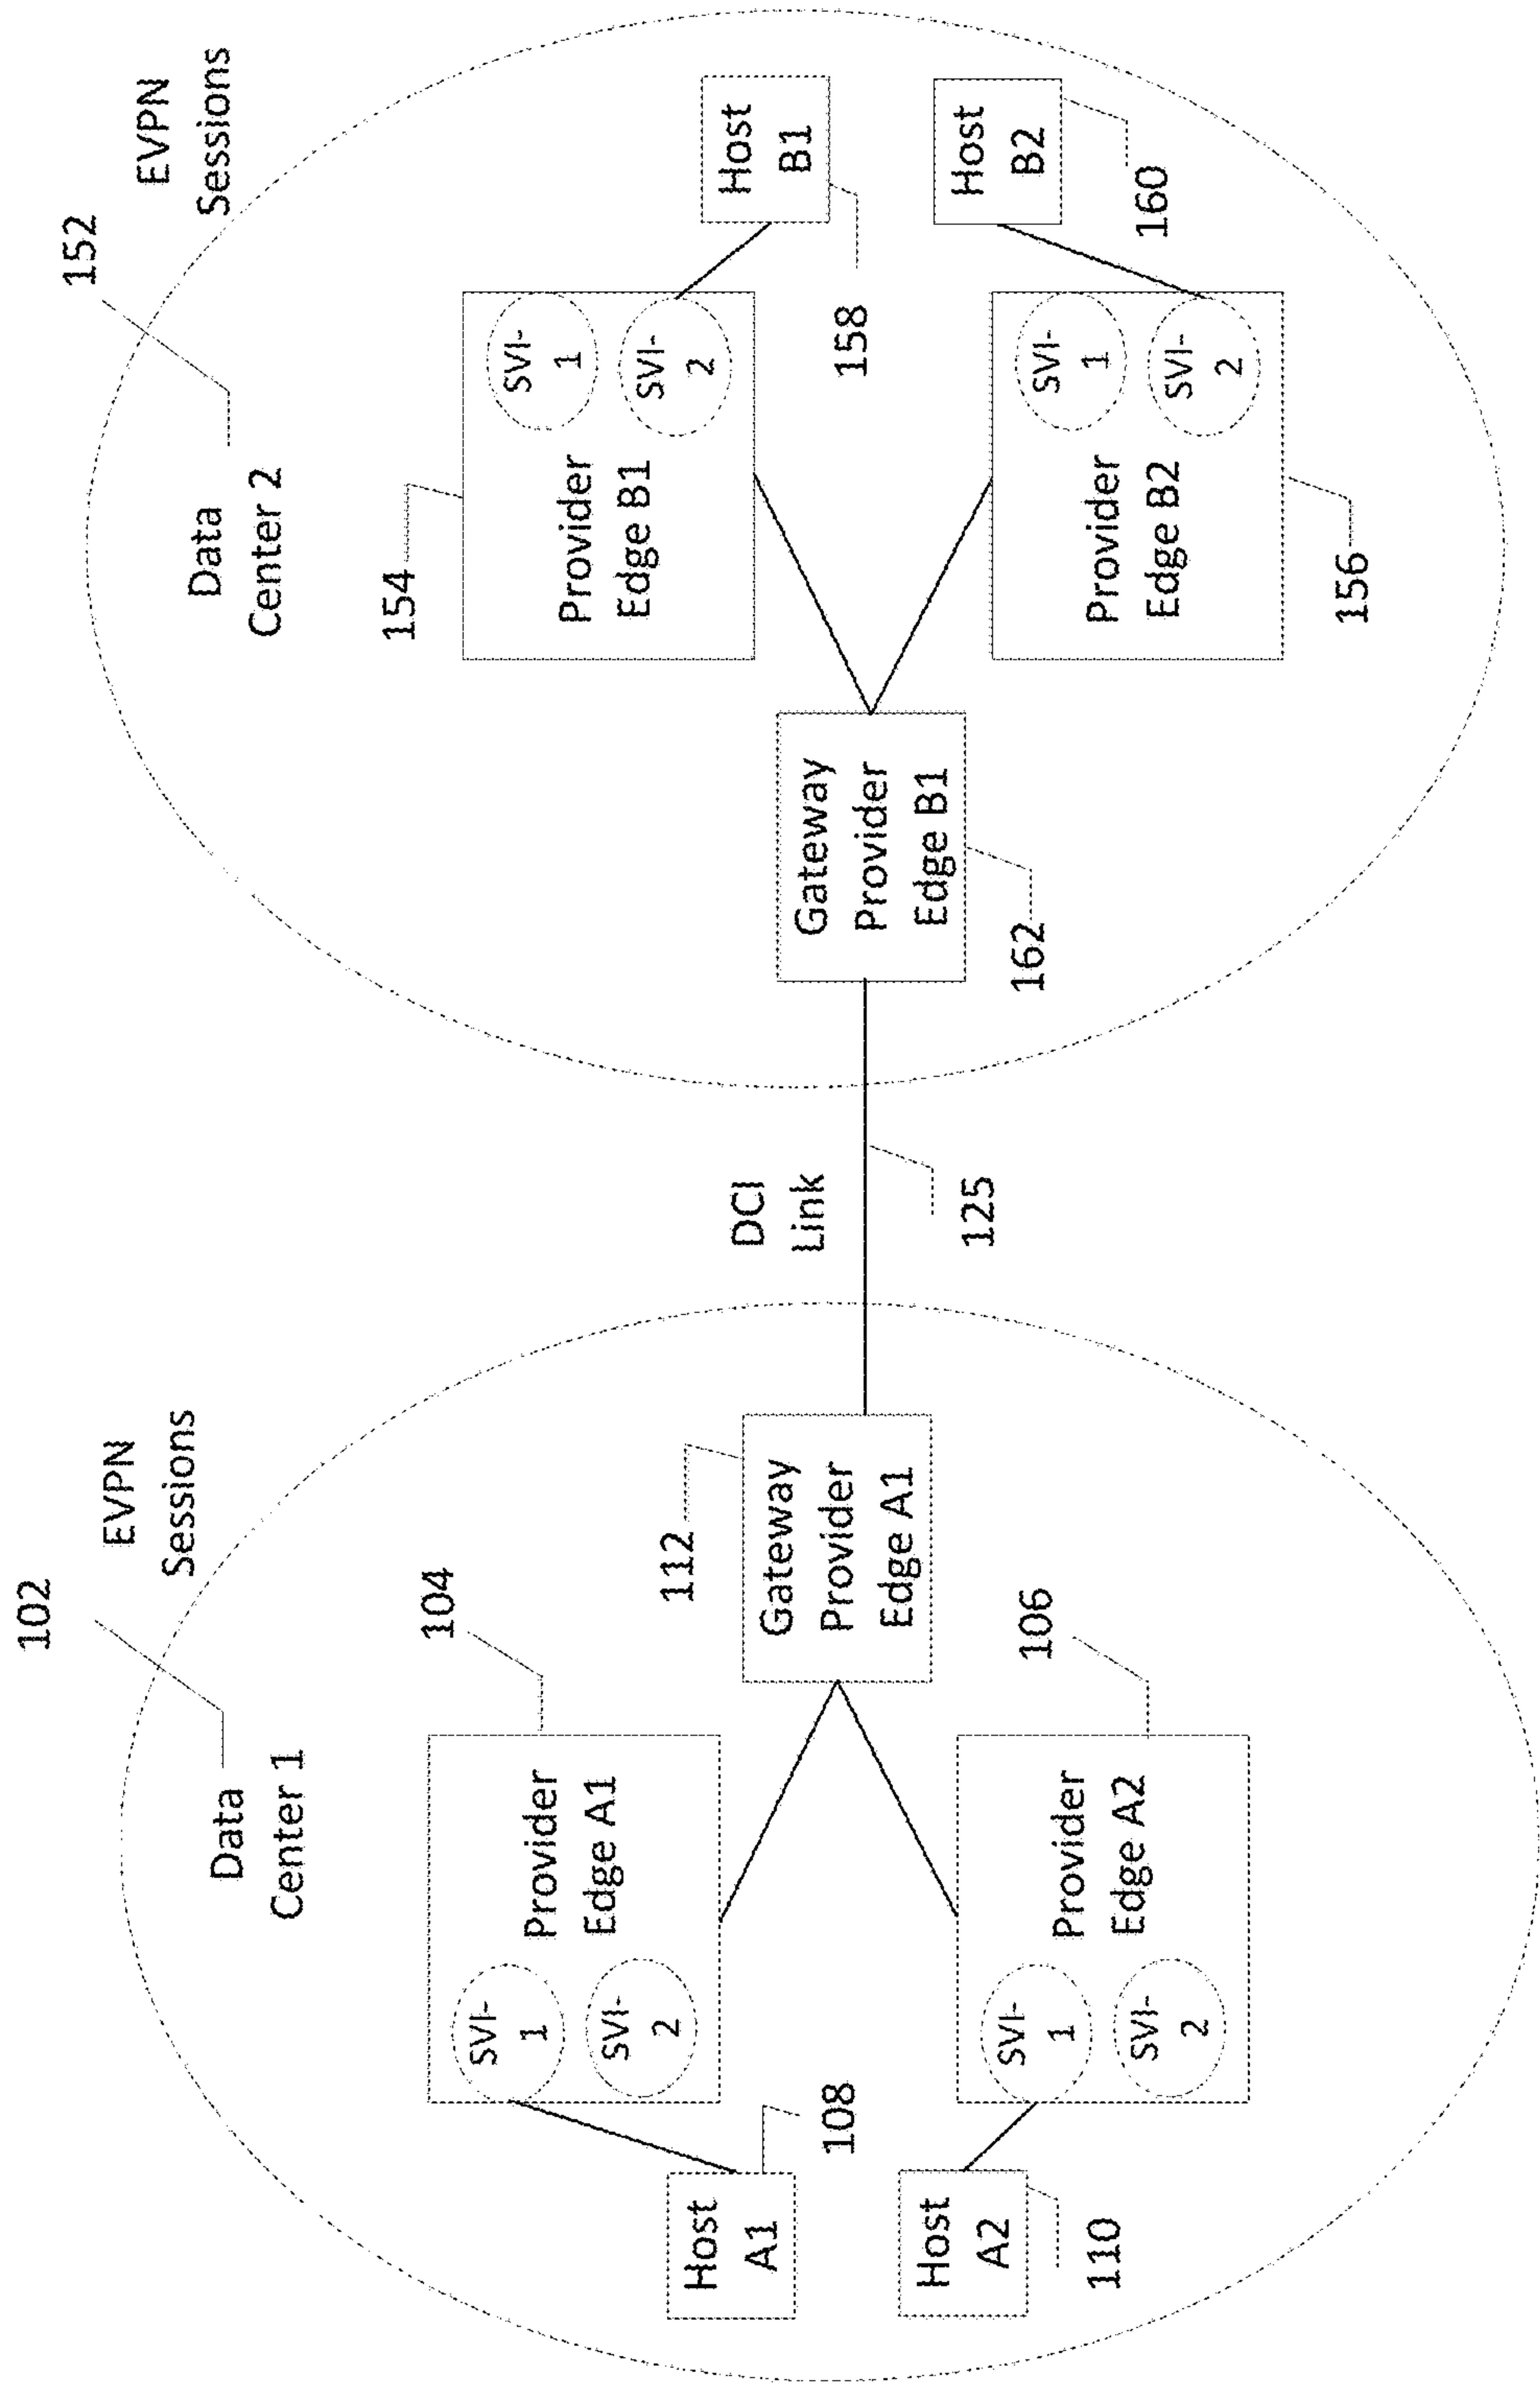 102
EVPN
Sessions
Data
Center 1
104
SVI-
1
SVI-
2
Provider
Edge A1
Host
A1
108
112
Gateway
Provider
Edge A1
106
SVI-
1
SVI-
2
Provider
Edge A2
Host
A2
110
DCI
Link
125
152
EVPN
Sessions
Data
Center 2
154
Provider
Edge B1
SVI-
1
SVI-
2
Host
B1
158
Gateway
Provider
Edge B1
162
Provider
Edge B2
SVI-
1
SVI-
2
Host
B2
160
156